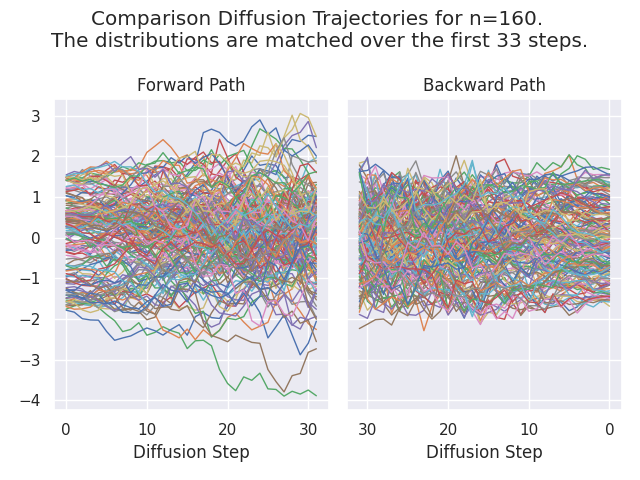 Comparison Diffusion Trajectories for n=160.
The distributions are matched over the first 33 steps.
Forward Path
Backward Path
3
2
1
0
−1
−2
−3
−4
0 10 20 30
30 20 10 0
Diffusion Step
Diffusion Step